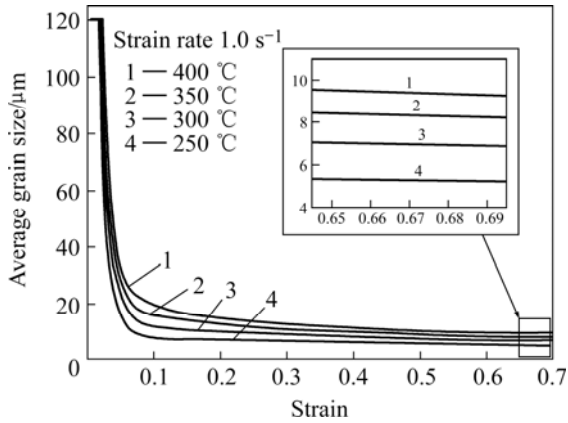 120
100
80
60
40
20
0
Average grain size/μm
Strain rate 1.0 s⁻¹
1 — 400 ℃
2 — 350 ℃
3 — 300 ℃
4 — 250 ℃
10
8
6
4
1
2
3
4
0.65 0.66 0.67 0.68 0.69
1
2
3
4
0.1 0.2 0.3 0.4 0.5 0.6 0.7
Strain